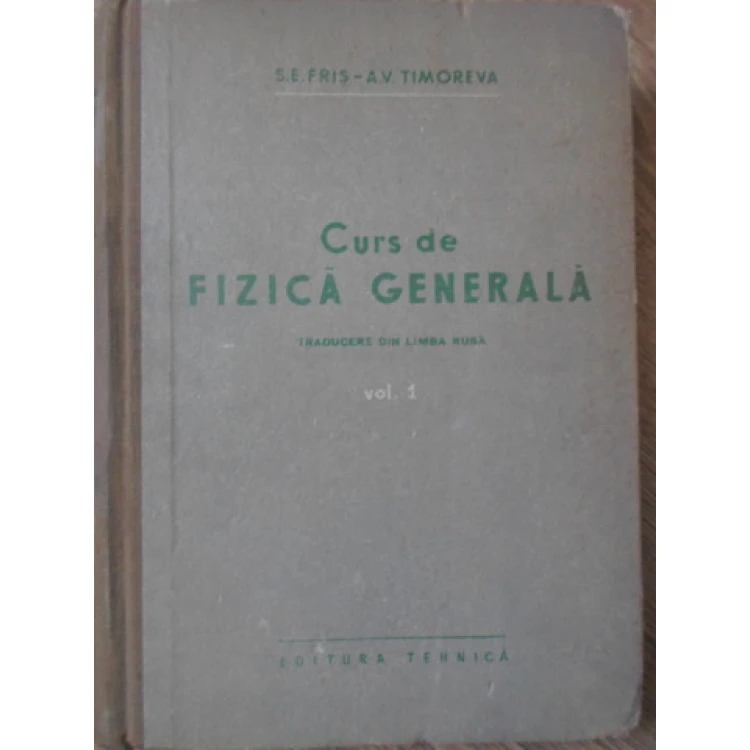 S.E. FRIS - A.V. TIMOREVA
Curs de
FIZICĂ GENERALĂ
TRADUCERE DIN LIMBA RUSĂ
vol. 1
EDITURA TEHNICĂ